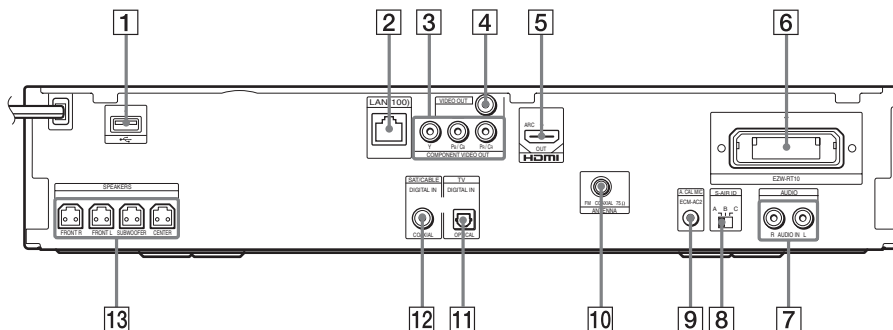 1
2
3
4
5
6
LAN(100)
VIDEO OUT
Y
PB / CB
PR / CR
COMPONENT VIDEO OUT
ARC
OUT
HDMI
EZW-RT10
SPEAKERS
FRONT R
FRONT L
SUBWOOFER
CENTER
SAT/CABLE
DIGITAL IN
COAXIAL
TV
DIGITAL IN
OPTICAL
FM COAXIAL 75Ω
ANTENNA
A. CAL MIC
ECM-AC2
S-AIR ID
A B C
AUDIO
R AUDIO IN L
13
12
11
10
9
8
7